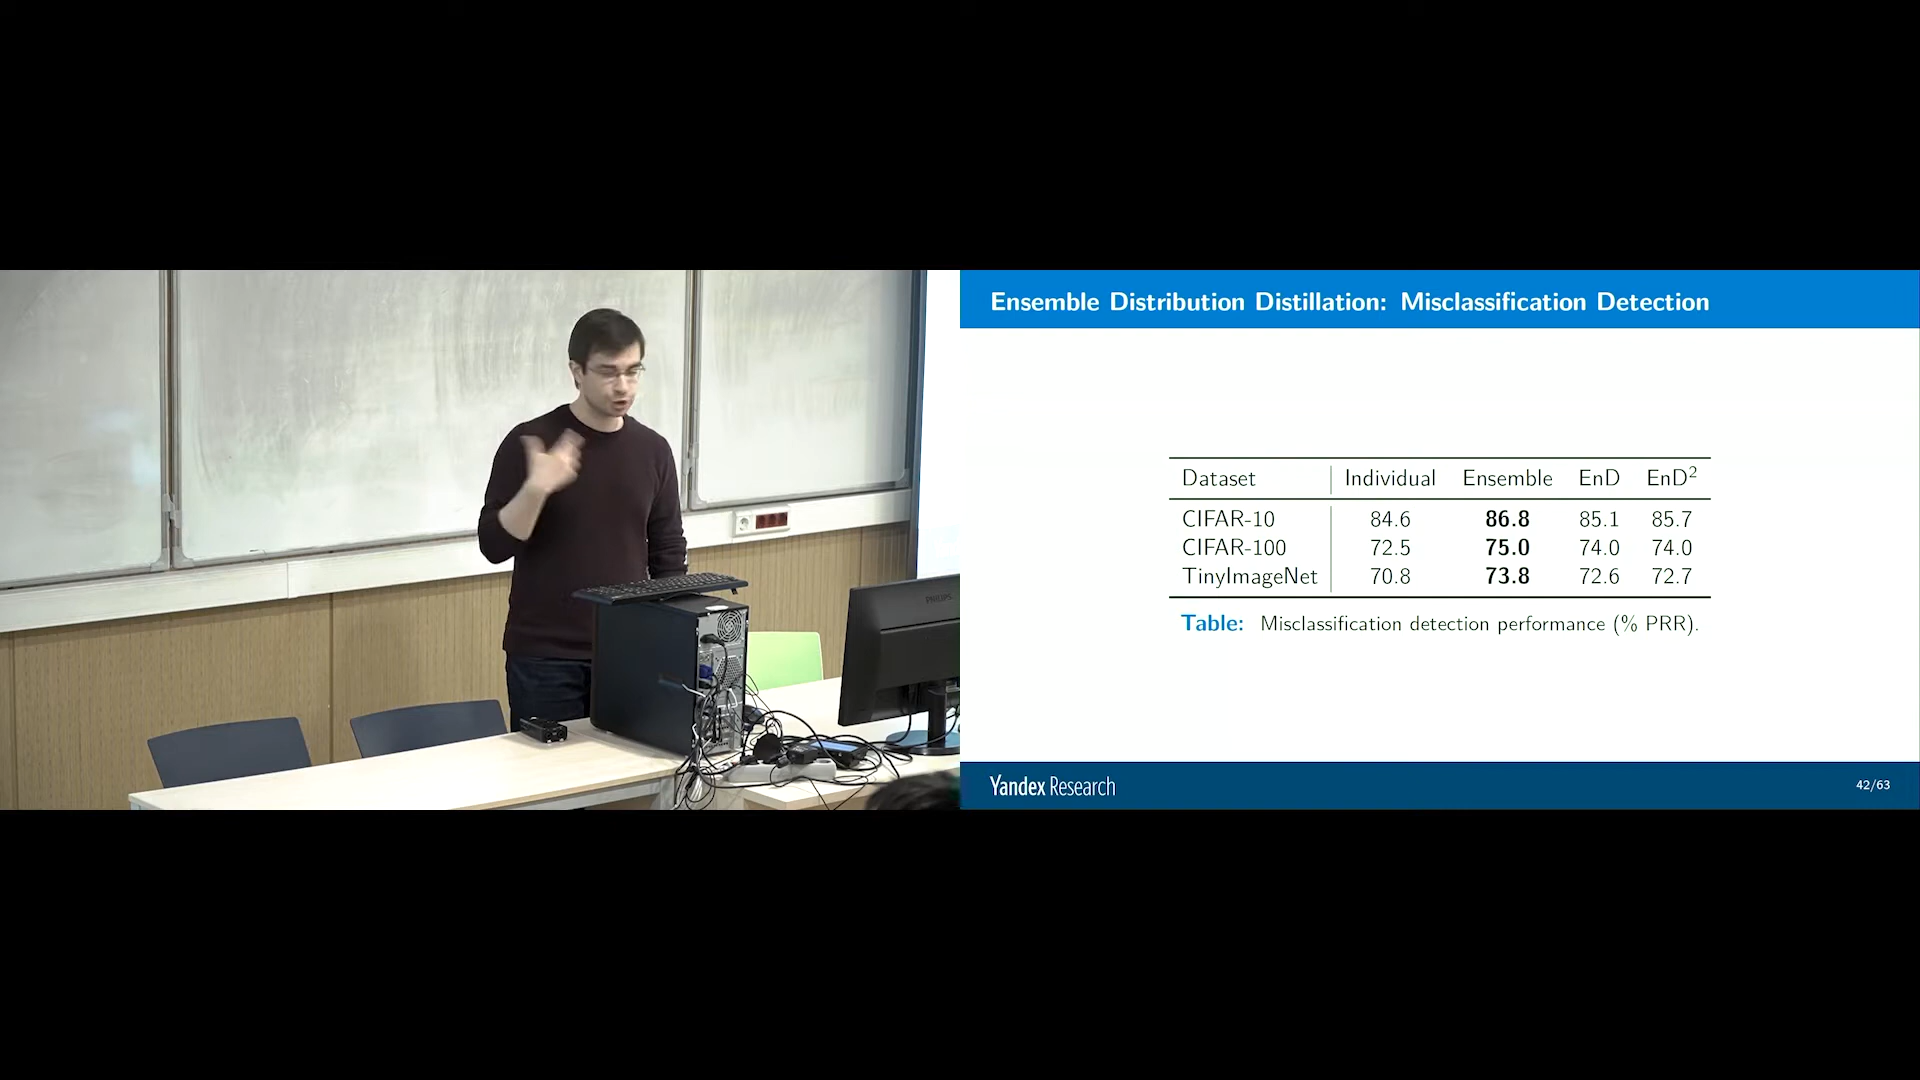 Ensemble Distribution Distillation: Misclassification Detection
Dataset Individual Ensemble EnD EnD²
CIFAR-10 84.6 86.8 85.1 85.7
CIFAR-100 72.5 75.0 74.0 74.0
TinyImageNet 70.8 73.8 72.6 72.7
Table: Misclassification detection performance (% PRR).
Yandex Research
42/63
PHILIPS